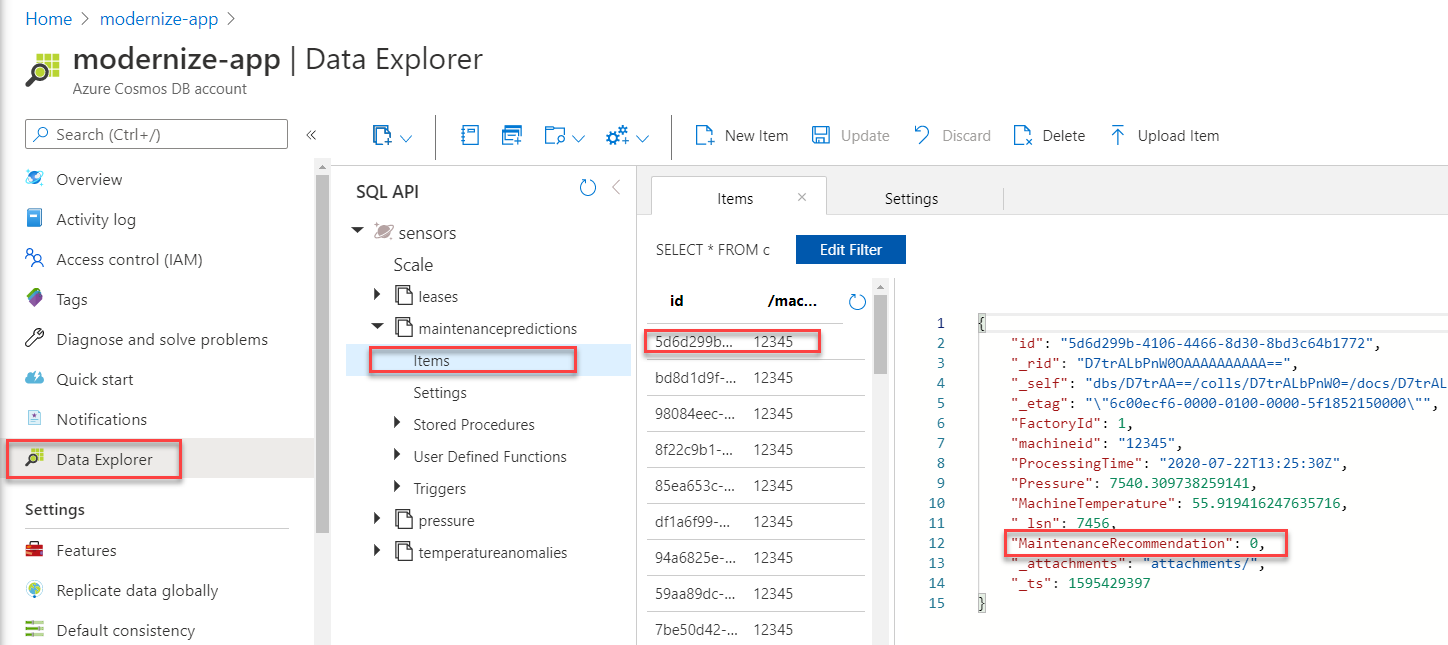 Home > modernize-app >
modernize-app | Data Explorer
Azure Cosmos DB account
Search (Ctrl+/)
«
New Item
Update
Discard
Delete
Upload Item
Overview
Activity log
Access control (IAM)
Tags
Diagnose and solve problems
Quick start
Notifications
Data Explorer
Settings
Features
Replicate data globally
Default consistency
SQL API
sensors
Scale
leases
maintenancepredictions
Items
Settings
Stored Procedures
User Defined Functions
Triggers
pressure
temperatureanomalies
Items
Settings
SELECT * FROM c
Edit Filter
id /mac...
5d6d299b... 12345
bd8d1d9f-... 12345
98084eec-... 12345
8f22c9b1-... 12345
85ea653c-... 12345
df1a6f99-... 12345
94a6825e-... 12345
59aa89dc-... 12345
7be50d42-... 12345
1 {
2 "id": "5d6d299b-4106-4466-8d30-8bd3c64b1772",
3 "_rid": "D7trALbPnW0OAAAAAAAAAA==",
4 "_self": "dbs/D7trAA==/colls/D7trALbPnW0=/docs/D7trAL
5 "_etag": "\"6c00ecf6-0000-0100-0000-5f1852150000\"",
6 "FactoryId": 1,
7 "machineid": "12345",
8 "ProcessingTime": "2020-07-22T13:25:30Z",
9 "Pressure": 7540.309738259141,
10 "MachineTemperature": 55.919416247635716,
11 "_lsn": 7456,
12 "MaintenanceRecommendation": 0,
13 "_attachments": "attachments/",
14 "_ts": 1595429397
15 }